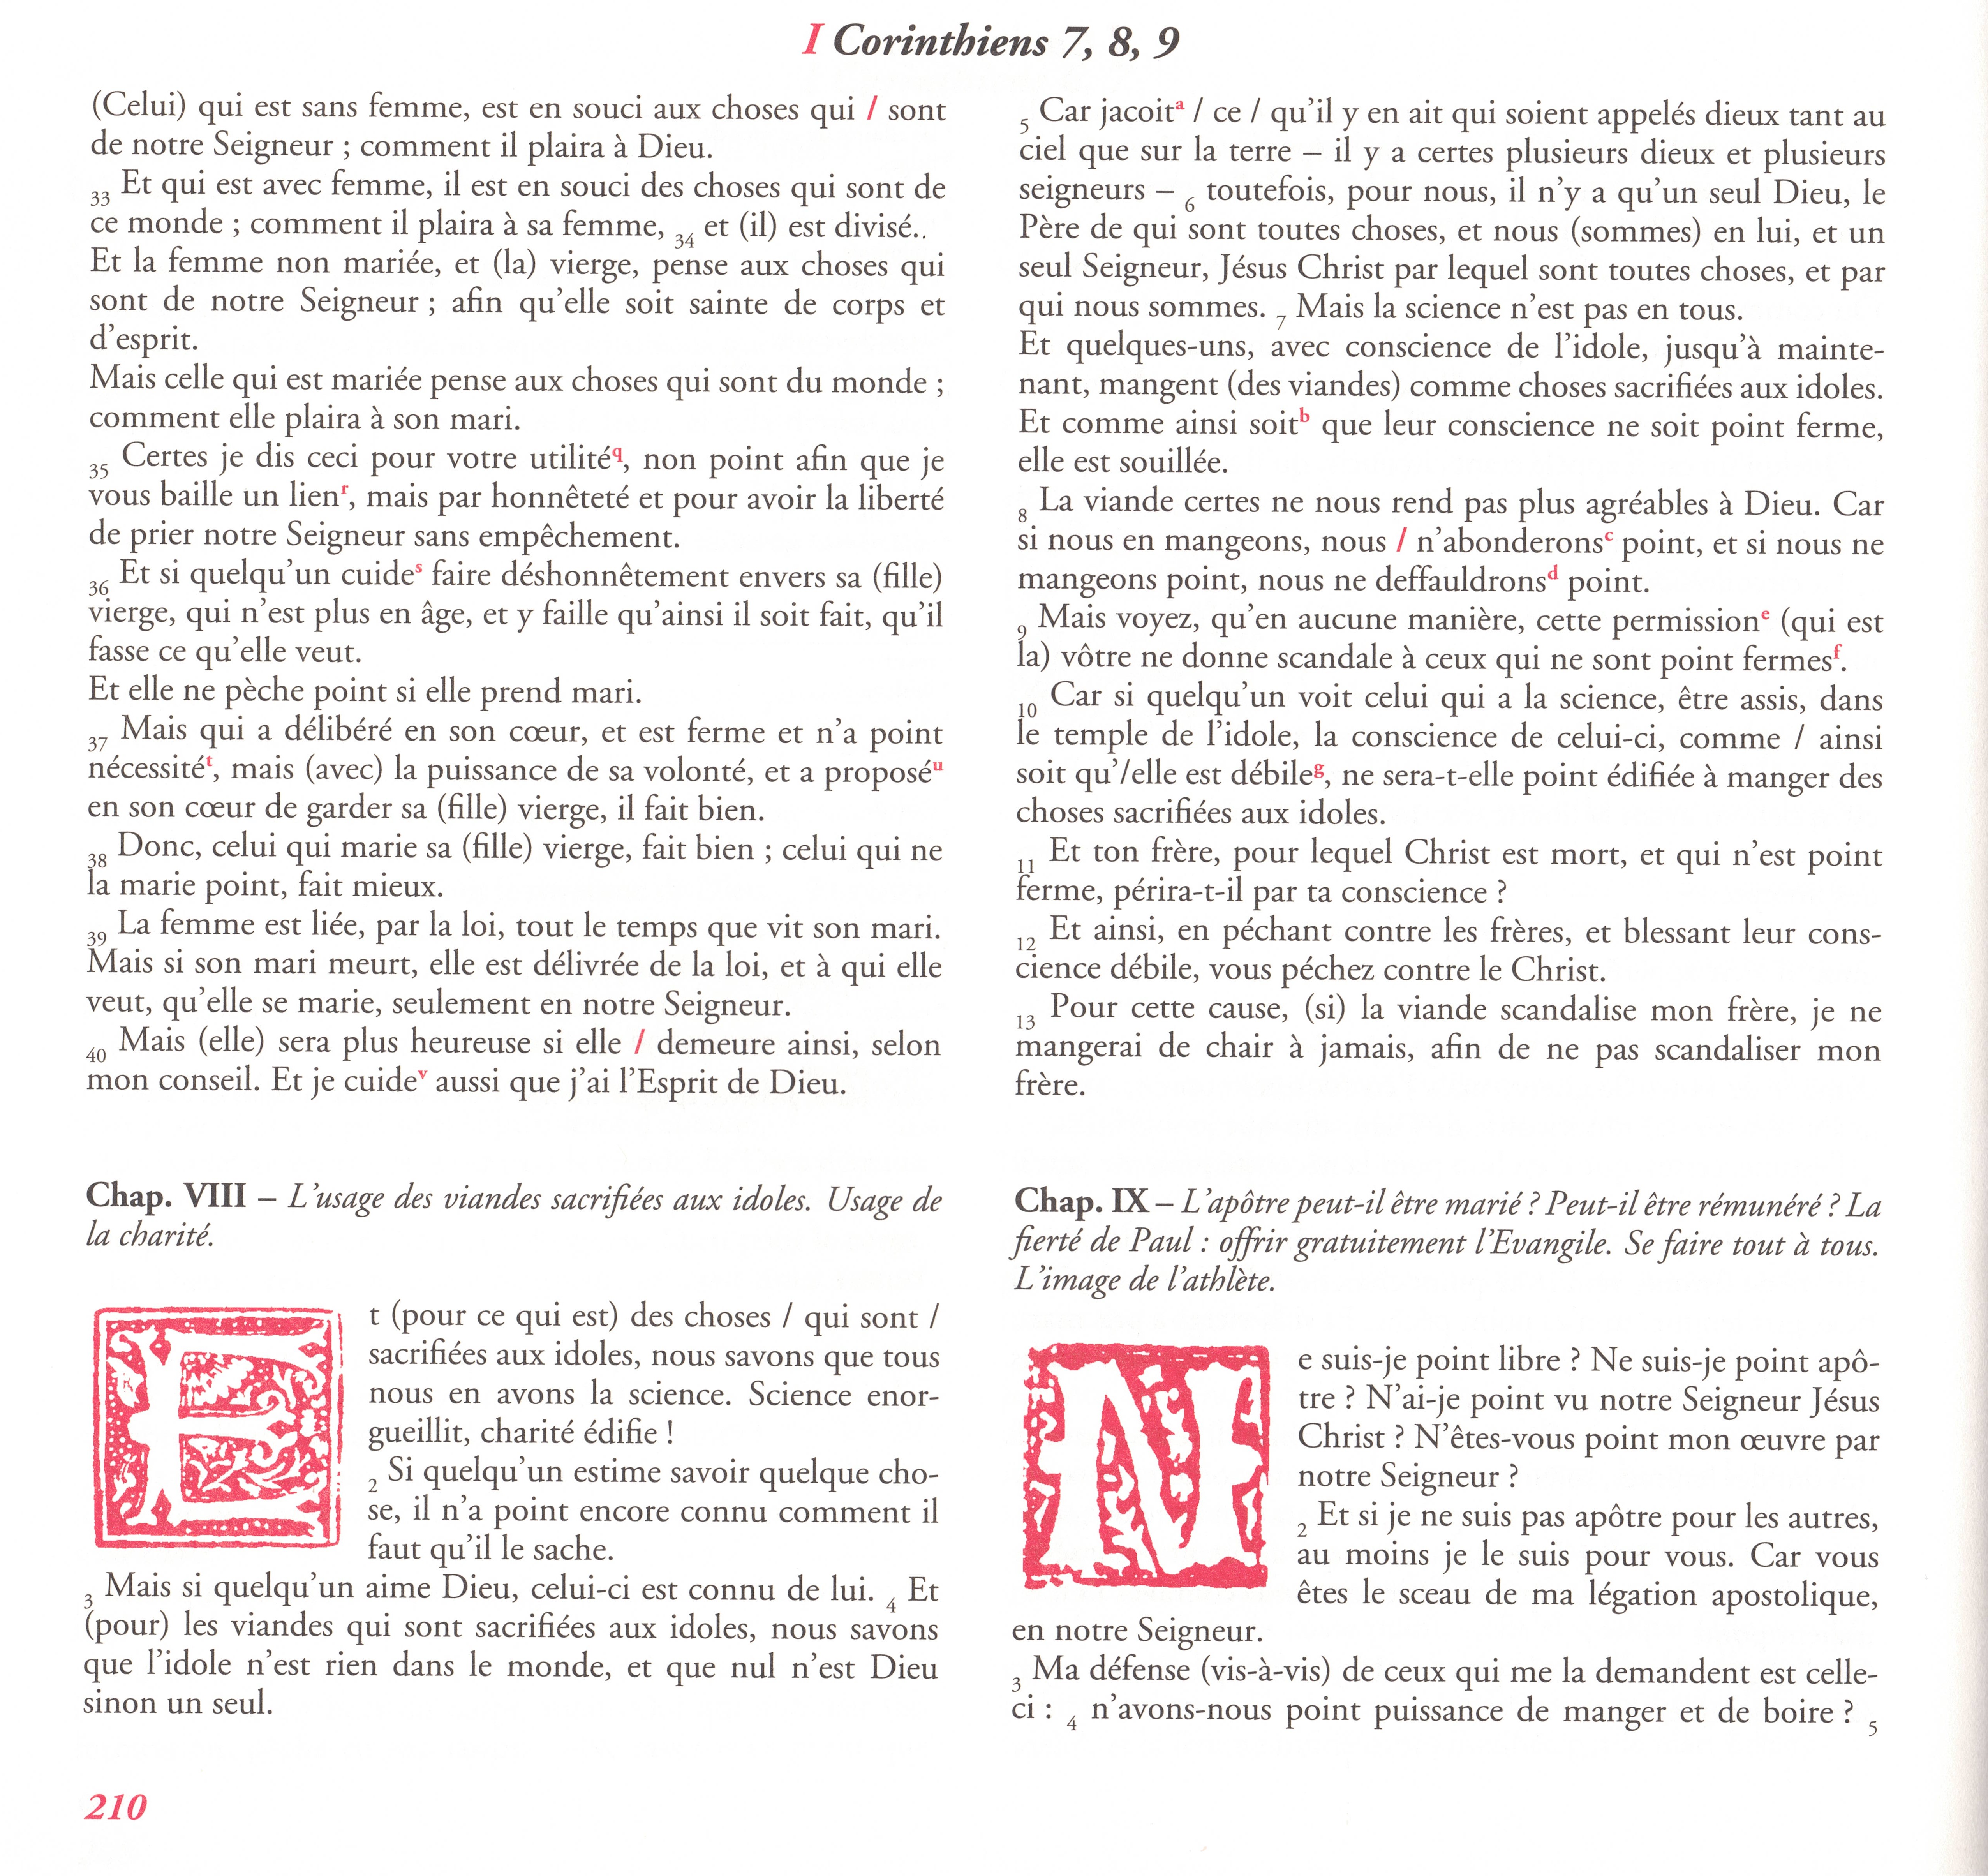 I Corinthiens 7, 8, 9
(Celui) qui est sans femme, est en souci aux choses qui / sont
de notre Seigneur ; comment il plaira à Dieu.
33 Et qui est avec femme, il est en souci des choses qui sont de
ce monde ; comment il plaira à sa femme, 34 et (il) est divisé..
Et la femme non mariée, et (la) vierge, pense aux choses qui
sont de notre Seigneur ; afin qu'elle soit sainte de corps et
d'esprit.
Mais celle qui est mariée pense aux choses qui sont du monde ;
comment elle plaira à son mari.
35 Certes je dis ceci pour votre utilitéq, non point afin que je
vous baille un lienr, mais par honnêteté et pour avoir la liberté
de prier notre Seigneur sans empêchement.
36 Et si quelqu'un cuides faire déshonnêtement envers sa (fille)
vierge, qui n'est plus en âge, et y faille qu'ainsi il soit fait, qu'il
fasse ce qu'elle veut.
Et elle ne pèche point si elle prend mari.
37 Mais qui a délibéré en son cœur, et est ferme et n'a point
nécessitét, mais (avec) la puissance de sa volonté, et a proposéu
en son cœur de garder sa (fille) vierge, il fait bien.
38 Donc, celui qui marie sa (fille) vierge, fait bien ; celui qui ne
la marie point, fait mieux.
39 La femme est liée, par la loi, tout le temps que vit son mari.
Mais si son mari meurt, elle est délivrée de la loi, et à qui elle
veut, qu'elle se marie, seulement en notre Seigneur.
40 Mais (elle) sera plus heureuse si elle / demeure ainsi, selon
mon conseil. Et je cuidev aussi que j'ai l'Esprit de Dieu.
Chap. VIII – L'usage des viandes sacrifiées aux idoles. Usage de
la charité.
Et (pour ce qui est) des choses / qui sont /
sacrifiées aux idoles, nous savons que tous
nous en avons la science. Science enor-
gueillit, charité édifie !
2 Si quelqu'un estime savoir quelque cho-
se, il n'a point encore connu comment il
faut qu'il le sache.
3 Mais si quelqu'un aime Dieu, celui-ci est connu de lui. 4 Et
(pour) les viandes qui sont sacrifiées aux idoles, nous savons
que l'idole n'est rien dans le monde, et que nul n'est Dieu
sinon un seul.
5 Car jacoita / ce / qu'il y en ait qui soient appelés dieux tant au
ciel que sur la terre – il y a certes plusieurs dieux et plusieurs
seigneurs – 6 toutefois, pour nous, il n'y a qu'un seul Dieu, le
Père de qui sont toutes choses, et nous (sommes) en lui, et un
seul Seigneur, Jésus Christ par lequel sont toutes choses, et par
qui nous sommes. 7 Mais la science n'est pas en tous.
Et quelques-uns, avec conscience de l'idole, jusqu'à mainte-
nant, mangent (des viandes) comme choses sacrifiées aux idoles.
Et comme ainsi soitb que leur conscience ne soit point ferme,
elle est souillée.
8 La viande certes ne nous rend pas plus agréables à Dieu. Car
si nous en mangeons, nous / n'abonderonsc point, et si nous ne
mangeons point, nous ne deffauldronsd point.
9 Mais voyez, qu'en aucune manière, cette permissione (qui est
la) vôtre ne donne scandale à ceux qui ne sont point fermesf.
10 Car si quelqu'un voit celui qui a la science, être assis, dans
le temple de l'idole, la conscience de celui-ci, comme / ainsi
soit qu'/elle est débileg, ne sera-t-elle point édifiée à manger des
choses sacrifiées aux idoles.
11 Et ton frère, pour lequel Christ est mort, et qui n'est point
ferme, périra-t-il par ta conscience ?
12 Et ainsi, en péchant contre les frères, et blessant leur cons-
cience débile, vous péchez contre le Christ.
13 Pour cette cause, (si) la viande scandalise mon frère, je ne
mangerai de chair à jamais, afin de ne pas scandaliser mon
frère.
Chap. IX – L'apôtre peut-il être marié ? Peut-il être rémunéré ? La
fierté de Paul : offrir gratuitement l'Evangile. Se faire tout à tous.
L'image de l'athlète.
Ne suis-je point libre ? Ne suis-je point apô-
tre ? N'ai-je point vu notre Seigneur Jésus
Christ ? N'êtes-vous point mon œuvre par
notre Seigneur ?
2 Et si je ne suis pas apôtre pour les autres,
au moins je le suis pour vous. Car vous
êtes le sceau de ma légation apostolique,
en notre Seigneur.
3 Ma défense (vis-à-vis) de ceux qui me la demandent est celle-
ci : 4 n'avons-nous point puissance de manger et de boire ? 5
210